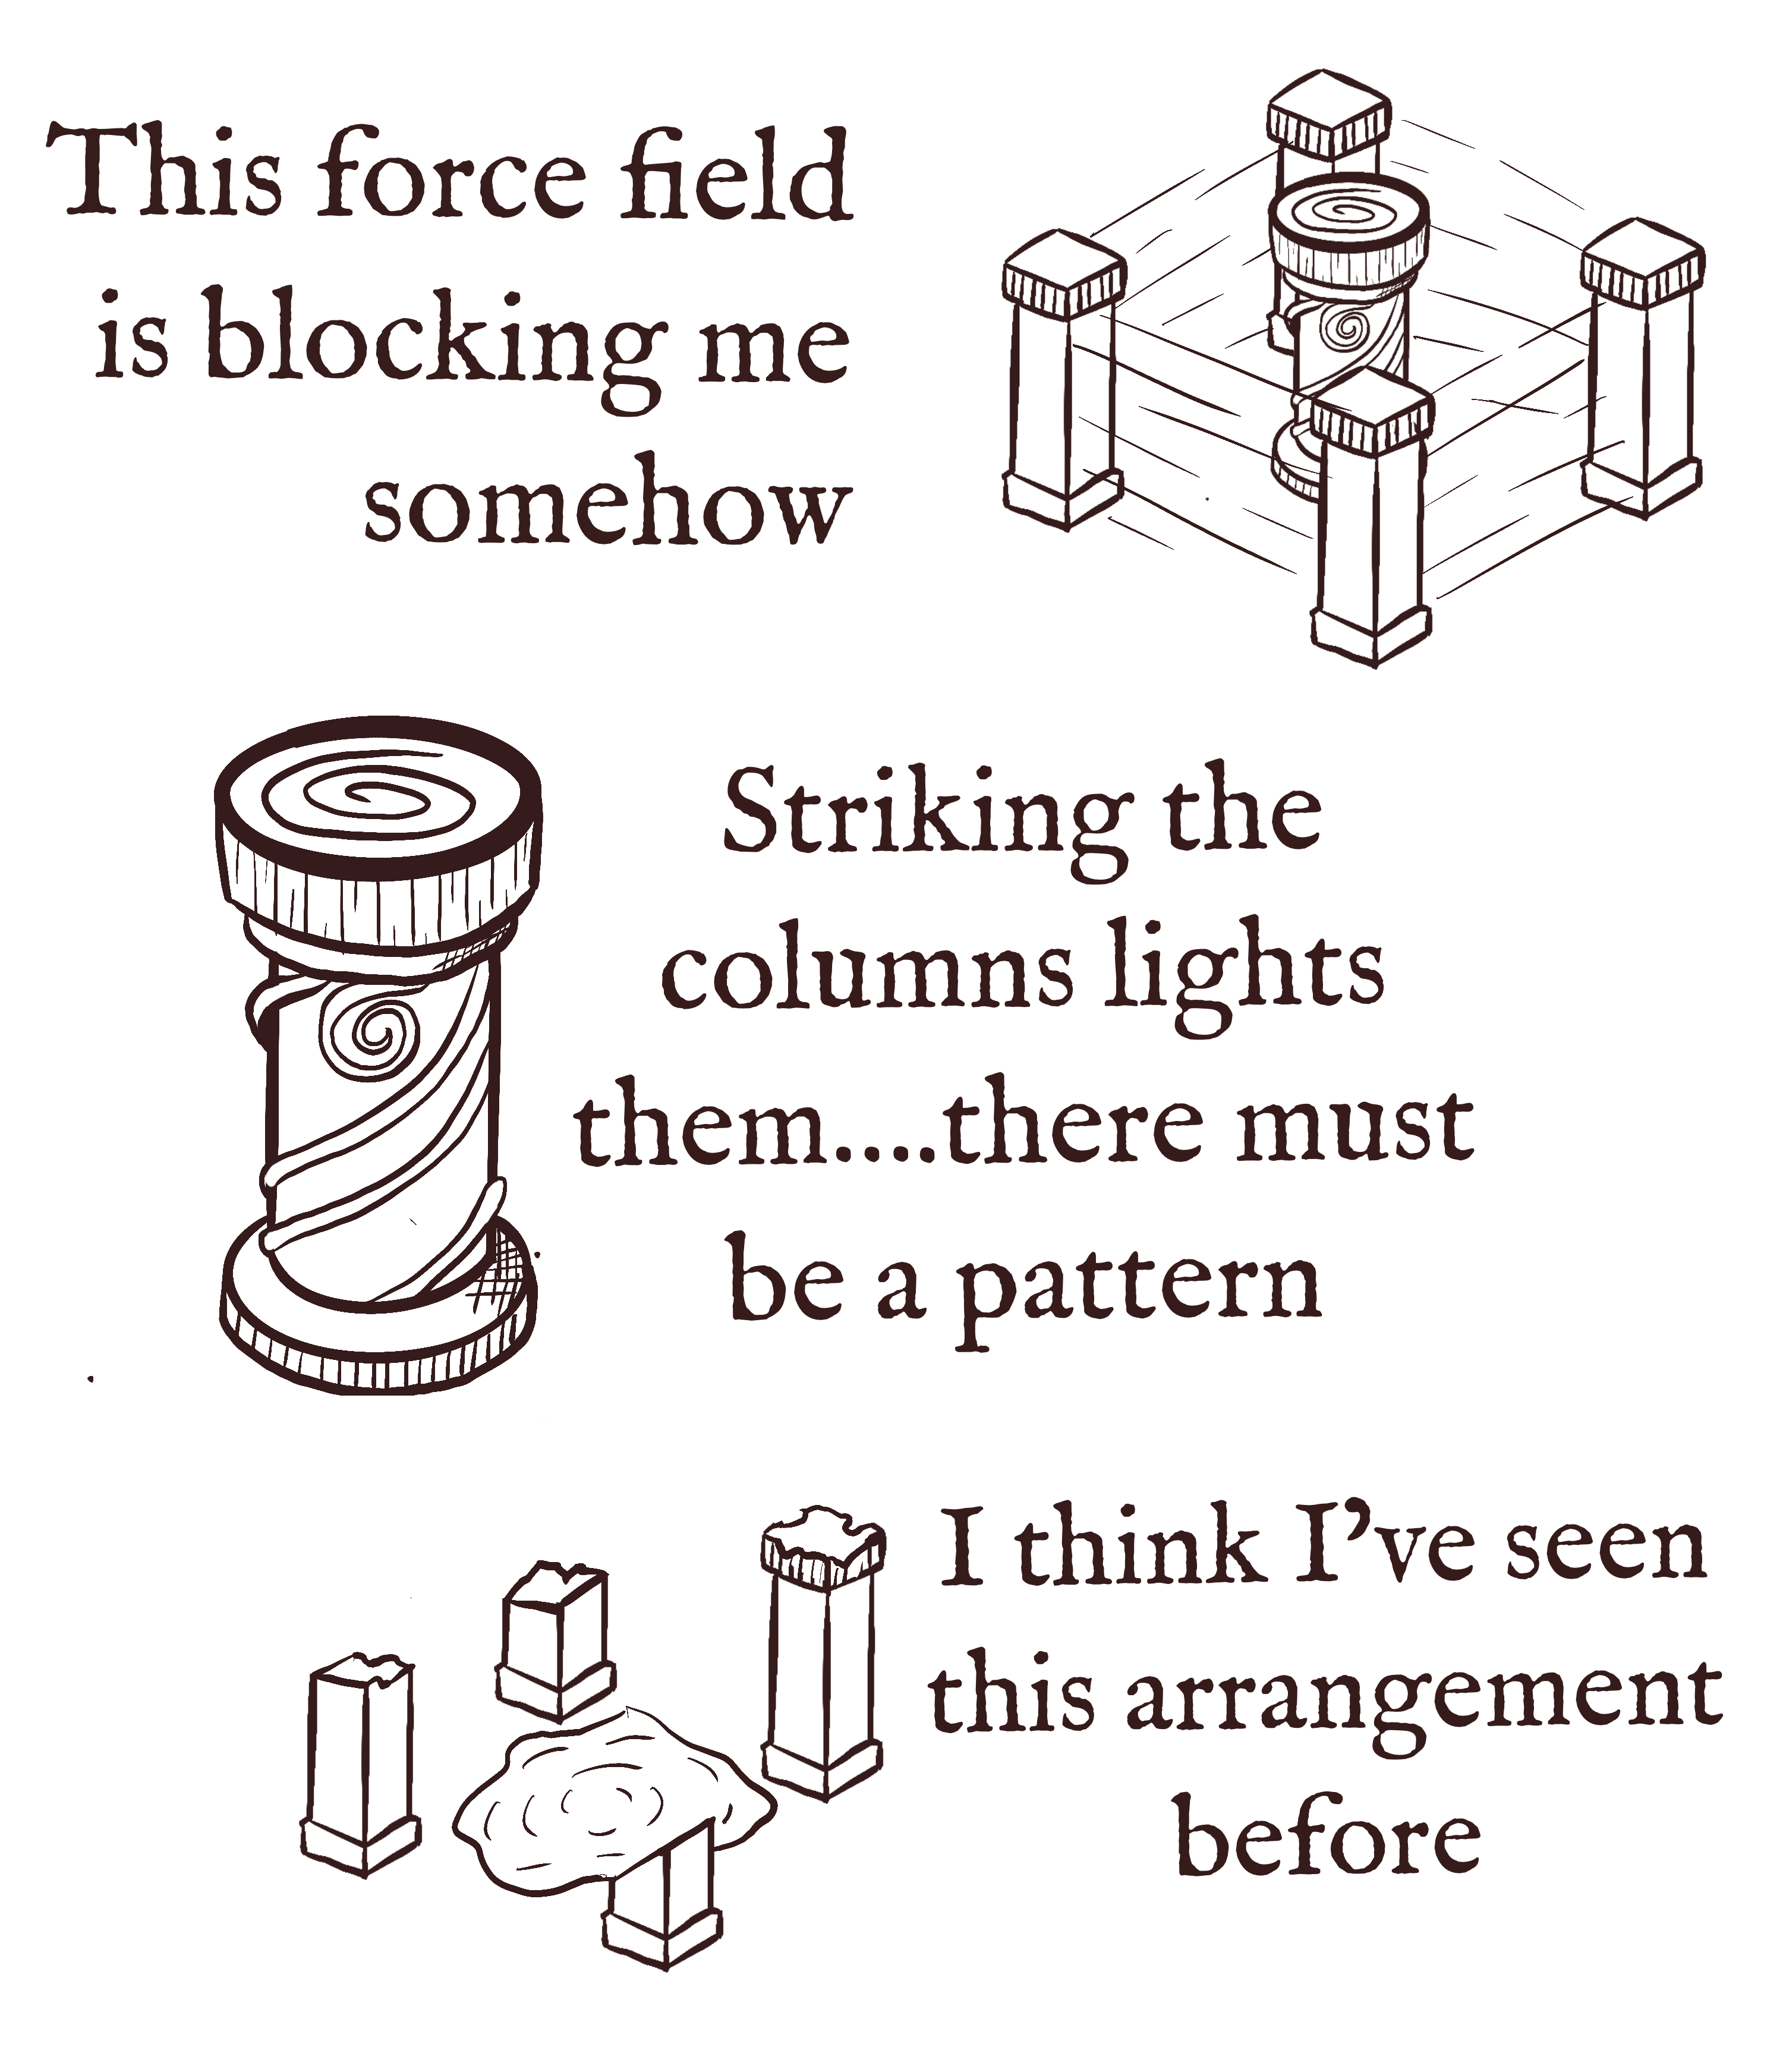 This force field
is blocking me
somehow
Striking the
columns lights
them....there must
be a pattern
I think I've seen
this arrangement
before